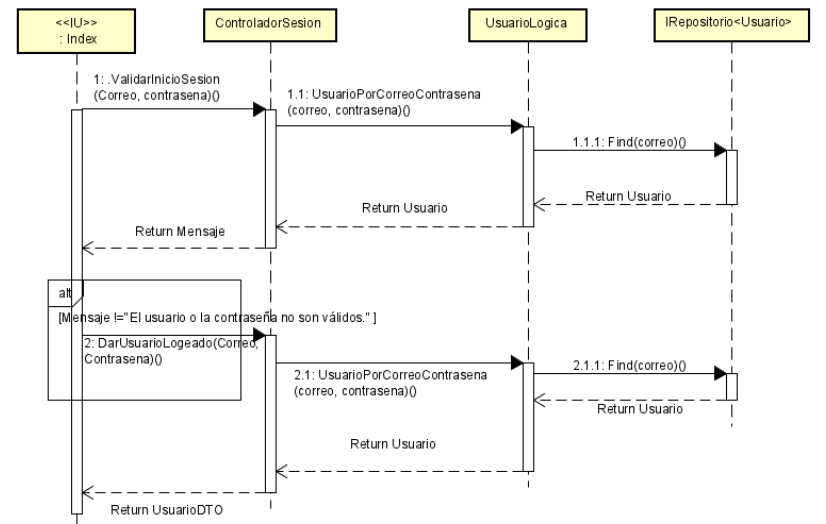 <<IU>>
: Index
ControladorSesion
UsuarioLogica
IRepositorio<Usuario>
1: .ValidarInicioSesion
(Correo, contrasena)()
1.1: UsuarioPorCorreoContrasena
(correo, contrasena)()
1.1.1: Find(correo)()
Return Usuario
Return Usuario
Return Mensaje
alt
[Mensaje !="El usuario o la contraseña no son válidos." ]
2: DarUsuarioLogeado(Correo,
Contrasena)()
2.1: UsuarioPorCorreoContrasena
(correo, contrasena)()
2.1.1: Find(correo)()
Return Usuario
Return Usuario
Return UsuarioDTO